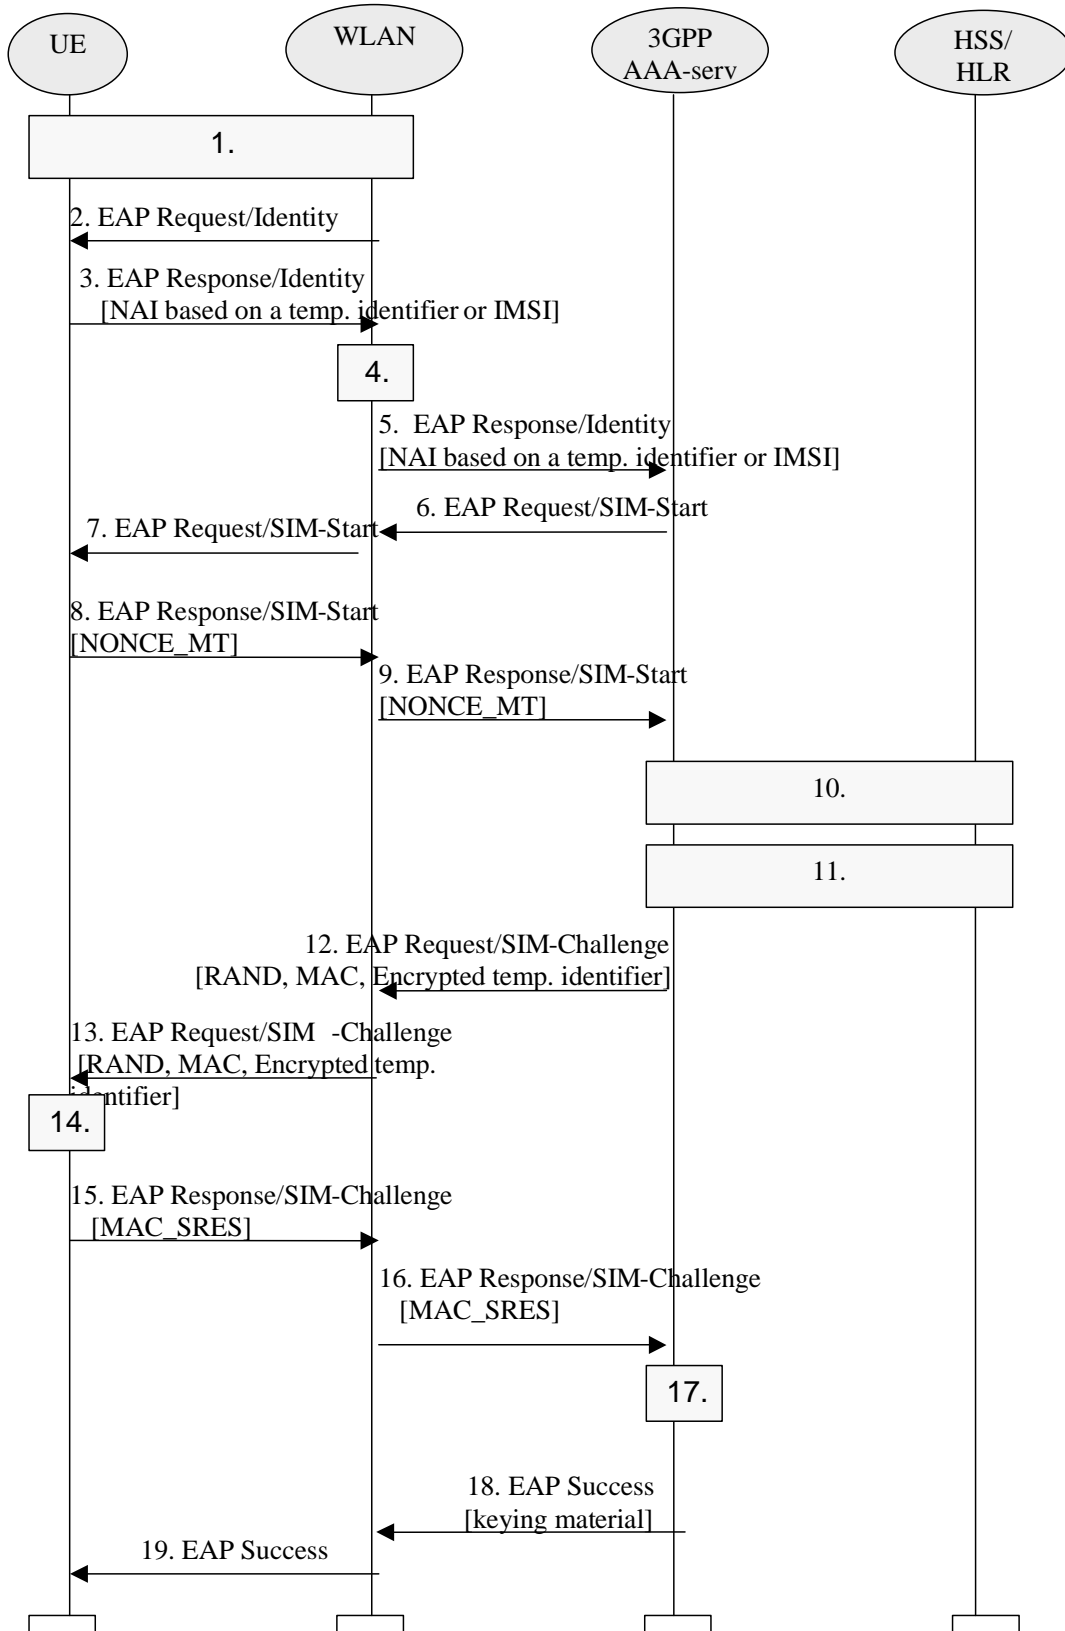 UE
WLAN
3GPP
AAA-serv
HSS/
HLR
1.
2. EAP Request/Identity
3. EAP Response/Identity
[NAI based on a temp. identifier or IMSI]
4.
5. EAP Response/Identity
[NAI based on a temp. identifier or IMSI]
6. EAP Request/SIM-Start
7. EAP Request/SIM-Start
8. EAP Response/SIM-Start
[NONCE_MT]
9. EAP Response/SIM-Start
[NONCE_MT]
10.
11.
12. EAP Request/SIM-Challenge
[RAND, MAC, Encrypted temp. identifier]
13. EAP Request/SIM -Challenge
[RAND, MAC, Encrypted temp.
identifier]
14.
15. EAP Response/SIM-Challenge
[MAC_SRES]
16. EAP Response/SIM-Challenge
[MAC_SRES]
17.
18. EAP Success
[keying material]
19. EAP Success